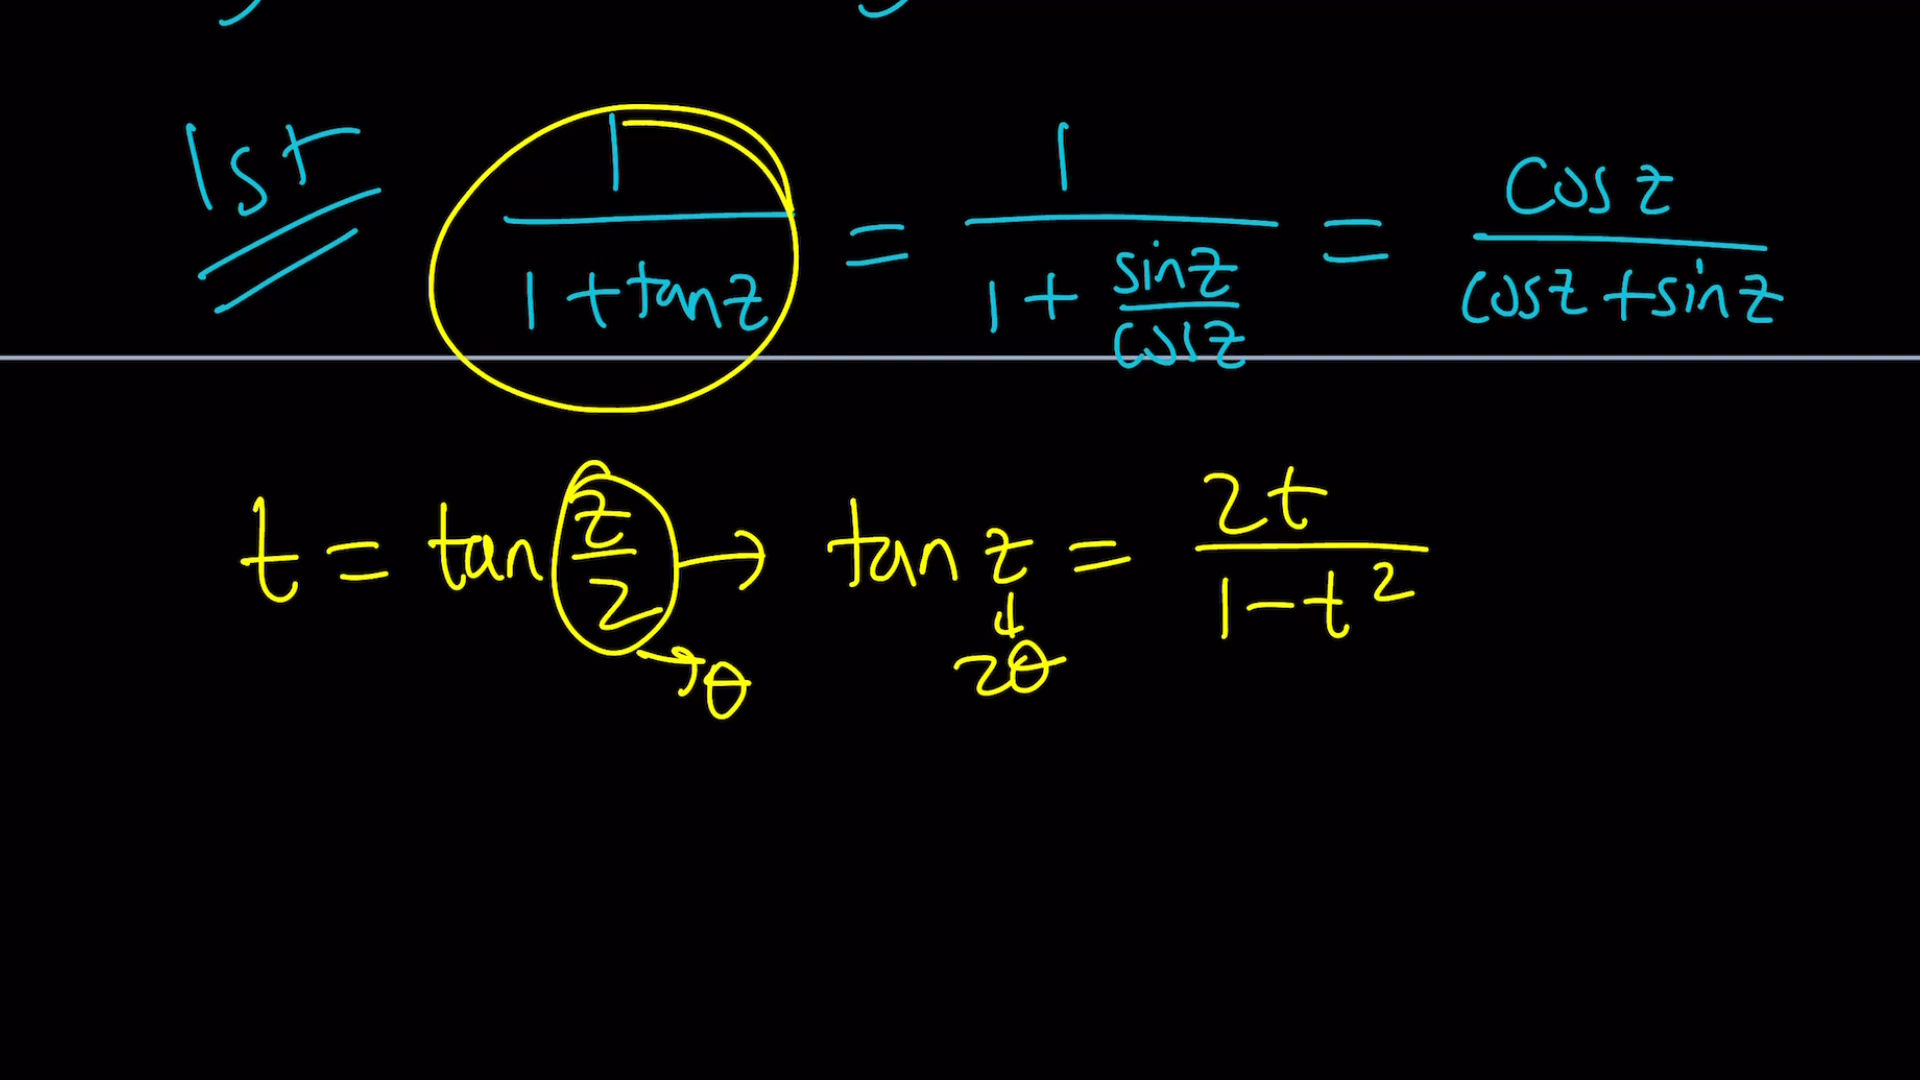 1st 1/(1+tanz) = 1/(1+sinz/cosz) = cosz/(cosz+sinz)
t = tan z/2 → tan z = 2t/(1-t²)
→ θ ↓ 2θ